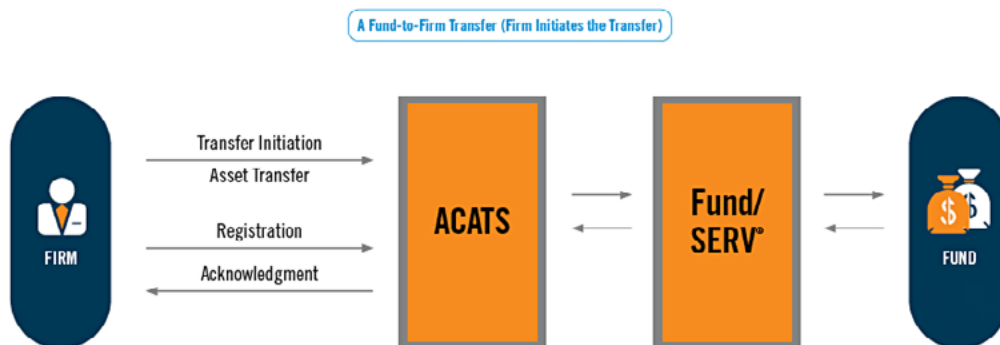 A Fund-to-Firm Transfer (Firm Initiates the Transfer)
FIRM
Transfer Initiation
Asset Transfer
Registration
Acknowledgment
ACATS
Fund/
SERV®
$ $
FUND